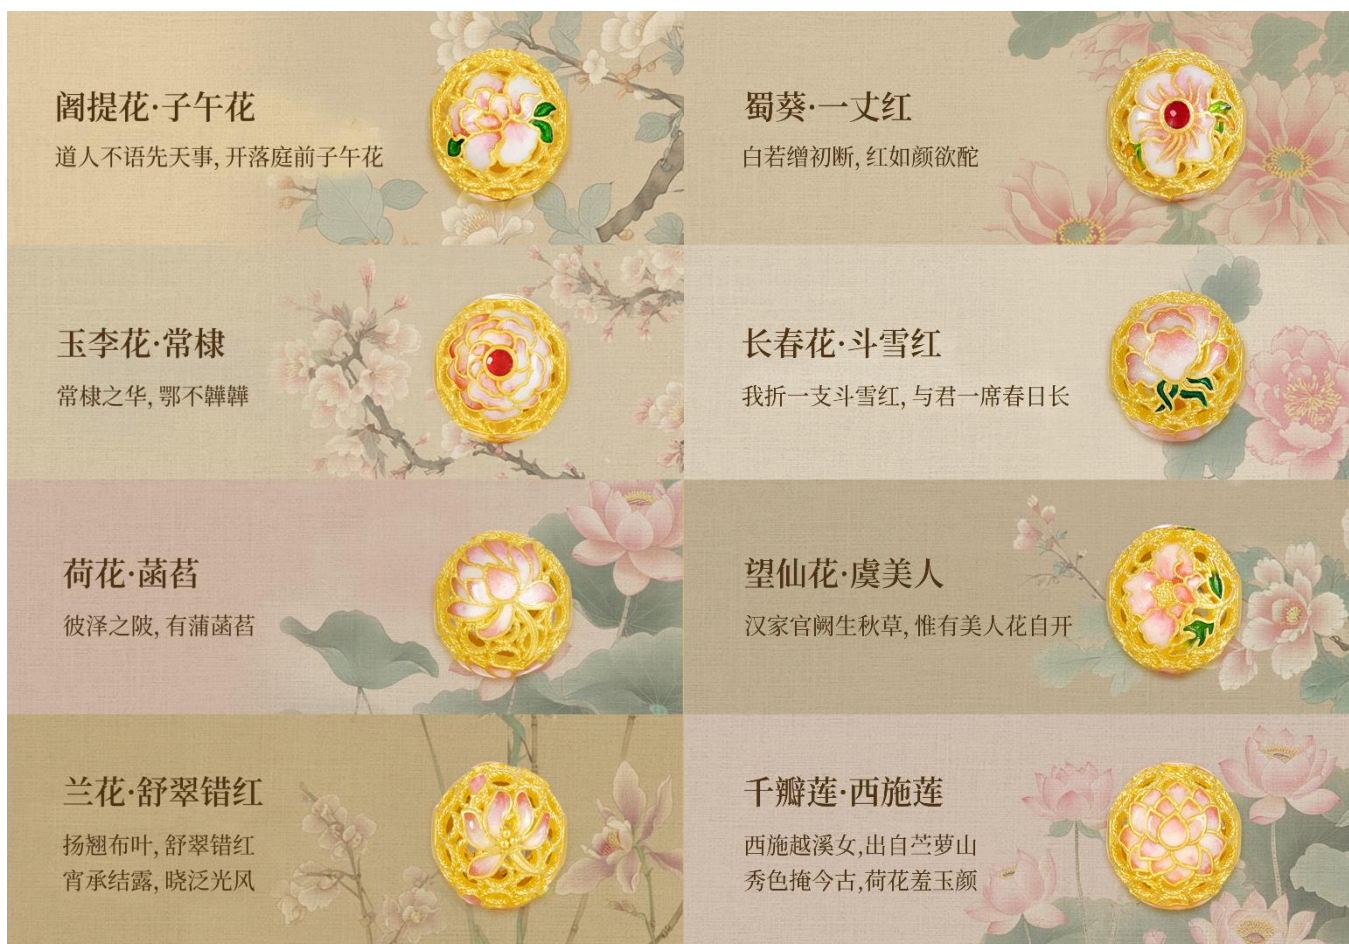 阇提花·子午花
道人不语先天事, 开落庭前子午花
蜀葵·一丈红
白若缯初断, 红如颜欲酡
玉李花·常棣
常棣之华, 鄂不韡韡
长春花·斗雪红
我折一支斗雪红, 与君一席春日长
荷花·菡萏
彼泽之陂, 有蒲菡萏
望仙花·虞美人
汉家宫阙生秋草, 惟有美人花自开
兰花·舒翠错红
扬翘布叶, 舒翠错红
宵承结露, 晓泛光风
千瓣莲·西施莲
西施越溪女,出自苎萝山
秀色掩今古,荷花羞玉颜